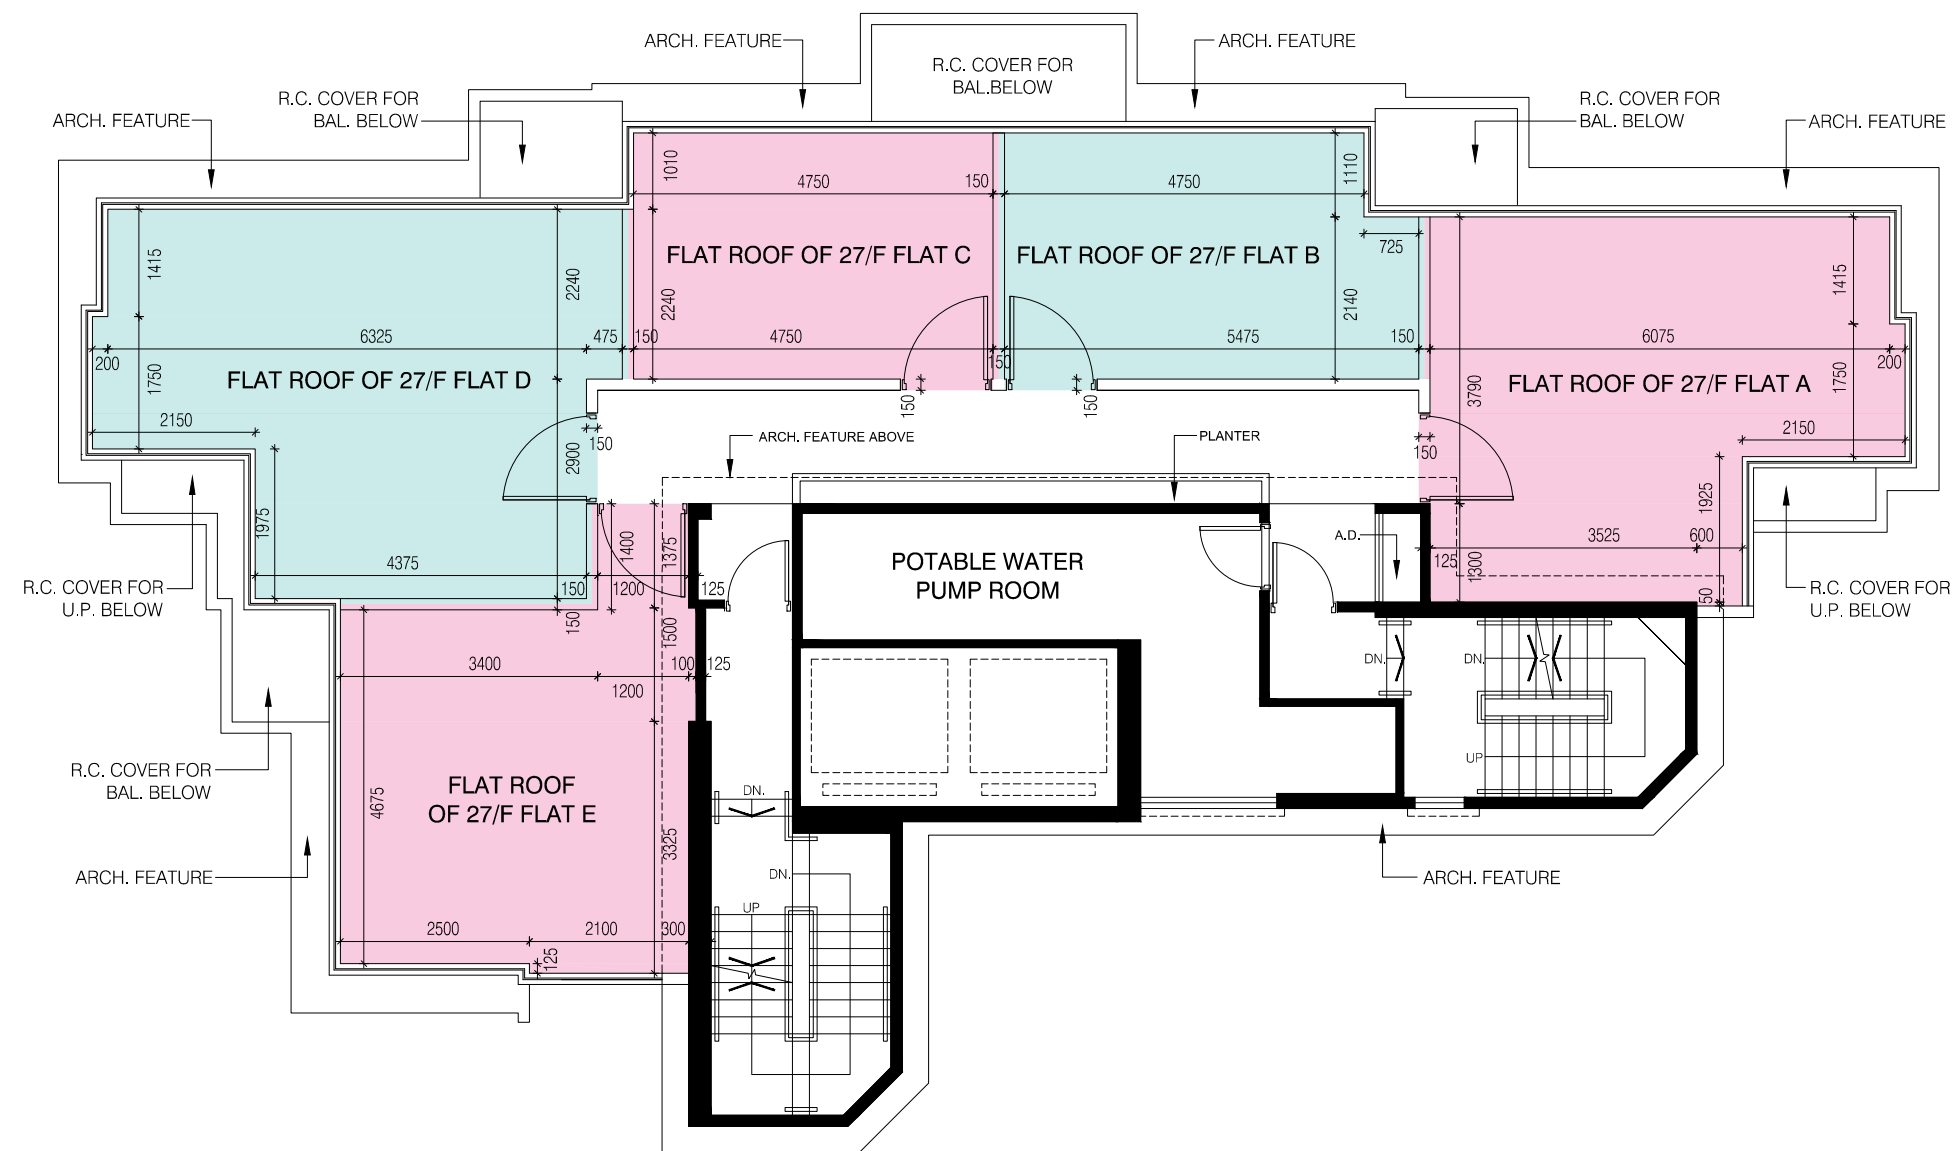 ARCH. FEATURE
ARCH. FEATURE
R.C. COVER FOR
BAL.BELOW
R.C. COVER FOR
BAL. BELOW
R.C. COVER FOR
BAL. BELOW
ARCH. FEATURE
ARCH. FEATURE
1010
1110
4750
150
4750
1415
2240
FLAT ROOF OF 27/F FLAT C
FLAT ROOF OF 27/F FLAT B
725
1415
2240
2140
6325
475
150
4750
150
5475
150
6075
200
200
1750
FLAT ROOF OF 27/F FLAT D
FLAT ROOF OF 27/F FLAT A
1750
3790
150
150
2150
150
2900
ARCH. FEATURE ABOVE
PLANTER
150
2150
1975
1400
1375
1925
A.D.
3525
600
125
1300
50
4375
150
1200
125
150
POTABLE WATER
PUMP ROOM
R.C. COVER FOR
U.P. BELOW
R.C. COVER FOR
U.P. BELOW
1500
3400
100
125
1200
DN.
DN.
UP
R.C. COVER FOR
BAL. BELOW
FLAT ROOF
OF 27/F FLAT E
4675
3325
DN.
DN.
UP
ARCH. FEATURE
ARCH. FEATURE
2500
2100
300
125